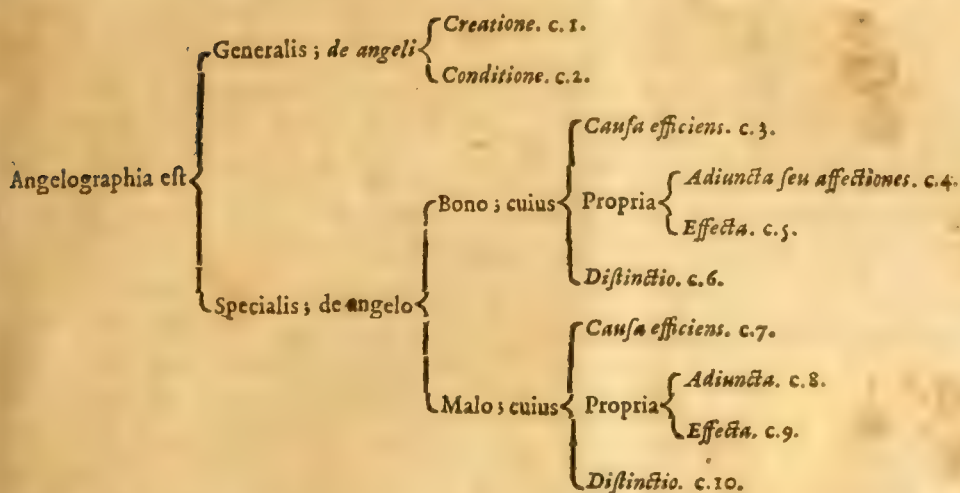 Angelographia est
Generalis ; de angeli
Creatione. c. 1.
Conditione. c. 2.
Specialis ; de angelo
Bono ; cuius
Cauſa efficiens. c. 3.
Propria
Adiuncta ſeu affectiones. c. 4.
Effecta. c. 5.
Diſtinctio. c. 6.
Malo ; cuius
Cauſa efficiens. c. 7.
Propria
Adiuncta. c. 8.
Effecta. c. 9.
Diſtinctio. c. 10.